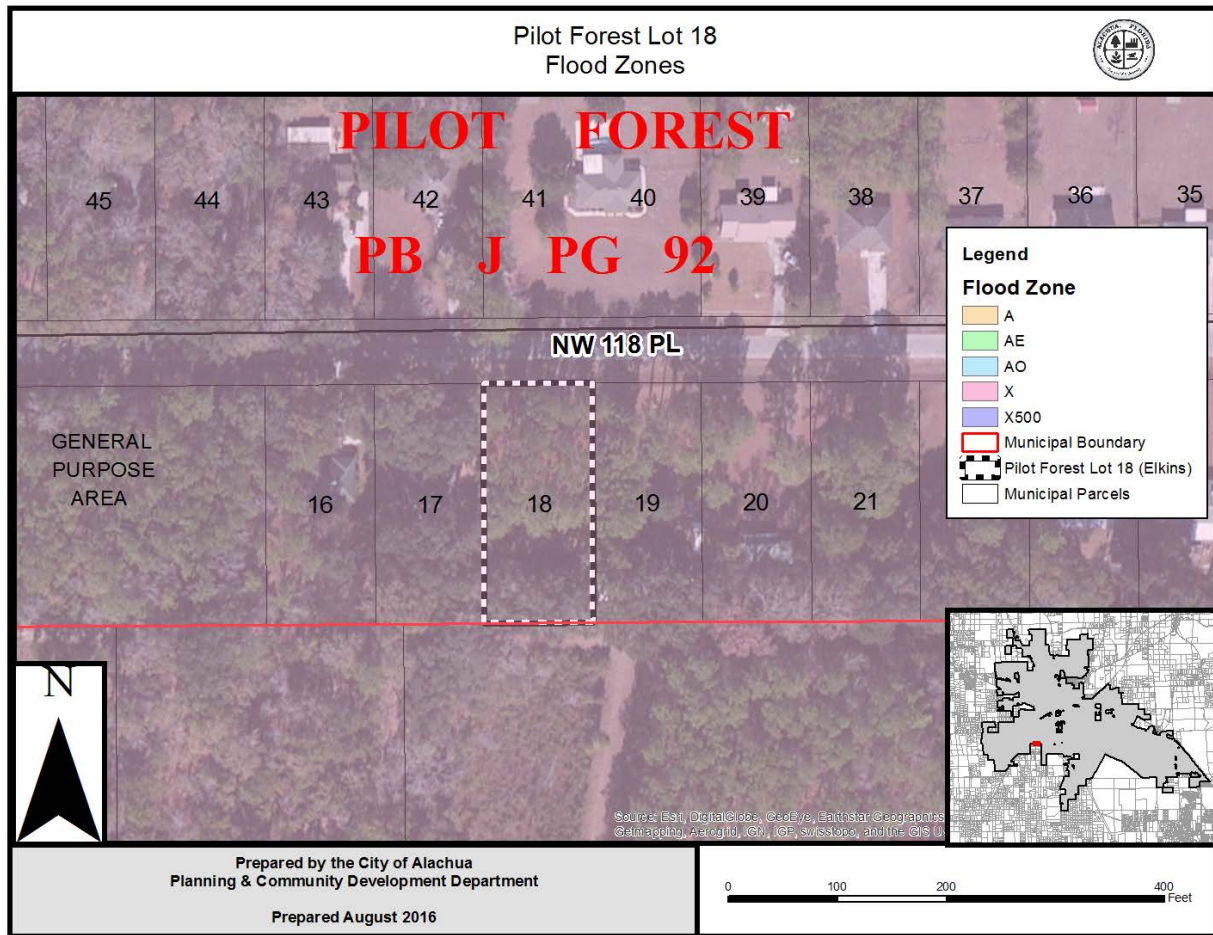 Pilot Forest Lot 18
Flood Zones
ALACHUA, FLORIDA
PILOT FOREST
45 44 43 42 41 40 39 38 37 36 35
PB J PG 92
NW 118 PL
GENERAL
PURPOSE
AREA
16 17 18 19 20 21
Legend
Flood Zone
A
AE
AO
X
X500
Municipal Boundary
Pilot Forest Lot 18 (Elkins)
Municipal Parcels
N
Source: Esri, DigitalGlobe, GeoEye, Earthstar Geographics
Getmapping, Aerogrid, IGN, IGP, swisstopo, and the GIS U
Prepared by the City of Alachua
Planning & Community Development Department
Prepared August 2016
0 100 200 400
Feet